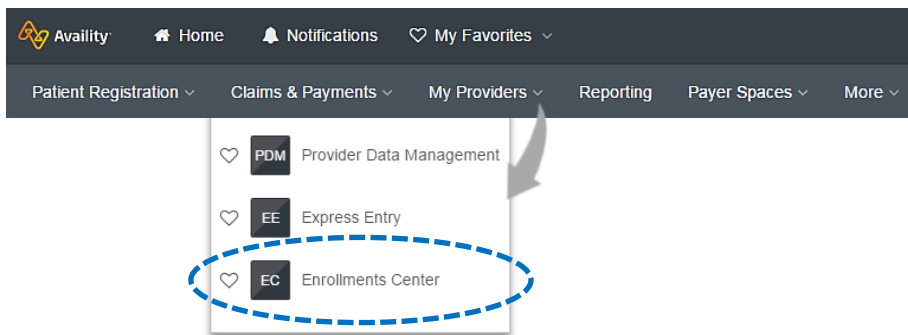 Availity Home Notifications My Favorites
Patient Registration Claims & Payments My Providers Reporting Payer Spaces More
PDM Provider Data Management
EE Express Entry
EC Enrollments Center